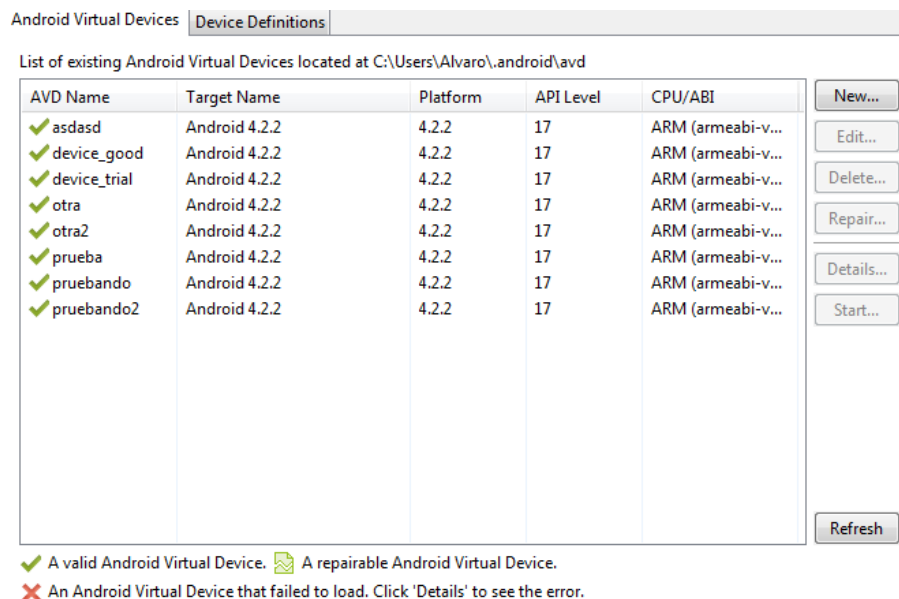 Android Virtual Devices Device Definitions
List of existing Android Virtual Devices located at C:\Users\Alvaro\.android\avd
AVD Name Target Name Platform API Level CPU/ABI New...
asdasd Android 4.2.2 4.2.2 17 ARM (armeabi-v...
Edit...
device_good Android 4.2.2 4.2.2 17 ARM (armeabi-v...
device_trial Android 4.2.2 4.2.2 17 ARM (armeabi-v... Delete...
otra Android 4.2.2 4.2.2 17 ARM (armeabi-v...
Repair...
otra2 Android 4.2.2 4.2.2 17 ARM (armeabi-v...
prueba Android 4.2.2 4.2.2 17 ARM (armeabi-v...
Details...
pruebando Android 4.2.2 4.2.2 17 ARM (armeabi-v...
pruebando2 Android 4.2.2 4.2.2 17 ARM (armeabi-v... Start...
Refresh
A valid Android Virtual Device. A repairable Android Virtual Device.
An Android Virtual Device that failed to load. Click 'Details' to see the error.